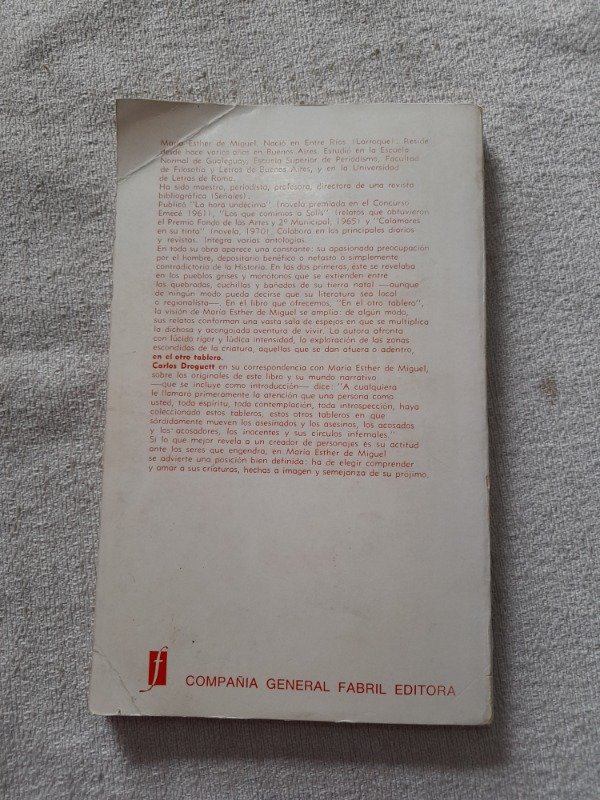 María Esther de Miguel. Nació en Entre Ríos (Larroque). Reside
desde hace varios años en Buenos Aires. Estudió en la Escuela
Normal de Gualeguay, Escuela Superior de Periodismo, Facultad
de Filosofía y Letras de Buenos Aires, y en la Universidad
de Letras de Roma.
Ha sido maestra, periodista, profesora, directora de una revista
bibliográfica (Señales).
Publicó "La hora undécima" (novela premiada en el Concurso
Emecé 1961), "Los que comimos a Solís" (relatos que obtuvieron
el Premio Fondo de las Artes y 2º Municipal, 1965) y "Calamares
en su tinta" (novela, 1970). Colabora en los principales diarios
y revistas. Integra varias antologías.
En toda su obra aparece una constante: su apasionada preocupación
por el hombre, depositario benéfico o nefasto o simplemente
contradictorio de la Historia. En las dos primeras, este se revelaba
en los pueblos grises y monótonos que se extienden entre
las quebradas, cuchillas y bañados de su tierra natal —aunque
de ningún modo pueda decirse que su literatura sea local
o regionalista—. En el libro que ofrecemos, "En el otro tablero",
la visión de María Esther de Miguel se amplía: de algún modo,
sus relatos conforman una vasta sala de espejos en que se multiplica
la dichosa y acongojada aventura de vivir. La autora afronta
con lúcido rigor y lúdica intensidad, la exploración de las zonas
escondidas de la criatura, aquellas que se dan afuera o adentro,
en el otro tablero.
Carlos Droguett en su correspondencia con María Esther de Miguel,
sobre los originales de este libro y su mundo narrativo
—que se incluye como introducción— dice: "A cualquiera
le llamará primeramente la atención que una persona como
usted, toda espíritu, toda contemplación, toda introspección, haya
coleccionado estos tableros, estos otros tableros en que
sórdidamente mueven los asesinados y los asesinos, los acosados
y los acosadores, los inocentes y sus círculos infernales."
Si lo que mejor revela a un creador de personajes és su actitud
ante los seres que engendra, en María Esther de Miguel
se advierte una posición bien definida: ha de elegir comprender
y amar a sus criaturas, hechas a imagen y semejanza de su prójimo.
f
COMPAÑIA GENERAL FABRIL EDITORA